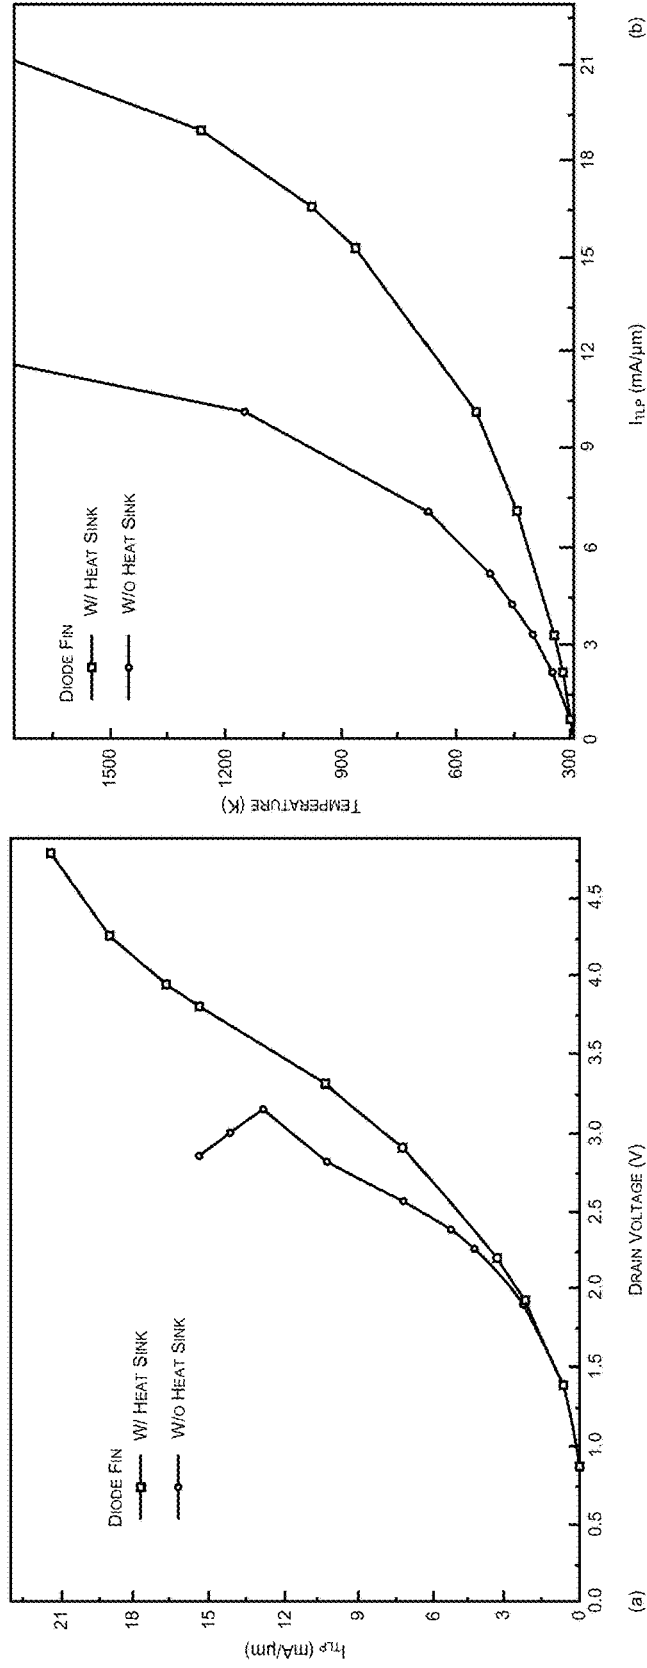 I_TLP (mA/µm)
21
18
15
12
9
6
3
0
DIODE FIN
W/ HEAT SINK
W/O HEAT SINK
0.0
0.5
1.0
1.5
2.0
2.5
3.0
3.5
4.0
4.5
(a)
DRAIN VOLTAGE (V)
TEMPERATURE (K)
1500
1200
900
600
300
DIODE FIN
W/ HEAT SINK
W/O HEAT SINK
0
3
6
9
12
15
18
21
I_TLP (mA/µm)
(b)